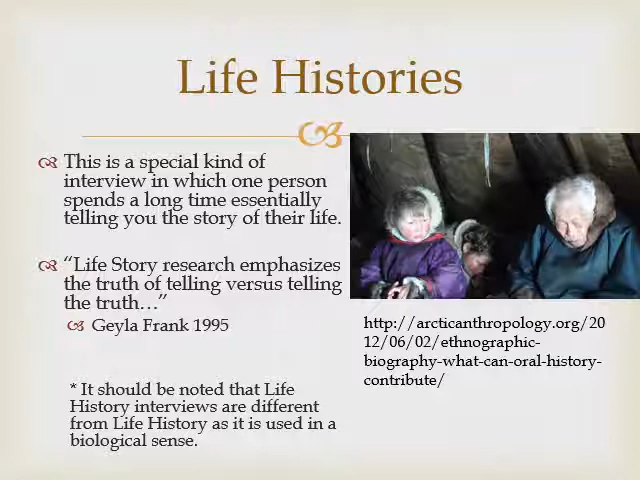 Life Histories
This is a special kind of
interview in which one person
spends a long time essentially
telling you the story of their life.
“Life Story research emphasizes
the truth of telling versus telling
the truth…”
Geyla Frank 1995
* It should be noted that Life
History interviews are different
from Life History as it is used in a
biological sense.
http://arcticanthropology.org/20
12/06/02/ethnographic-
biography-what-can-oral-history-
contribute/